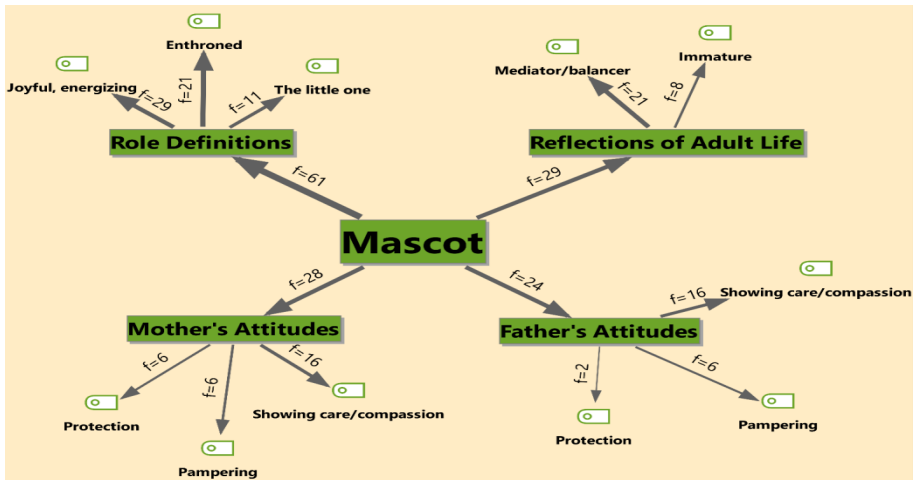 Enthroned
Joyful, energizing
The little one
f=29
f=21
f=11
Role Definitions
f=61
Mediator/balancer
Immature
f=21
f=8
Reflections of Adult Life
f=29
Mascot
f=28
Mother's Attitudes
f=6
f=6
f=16
Protection
Pampering
Showing care/compassion
f=24
Father's Attitudes
f=16
Showing care/compassion
f=2
f=6
Protection
Pampering